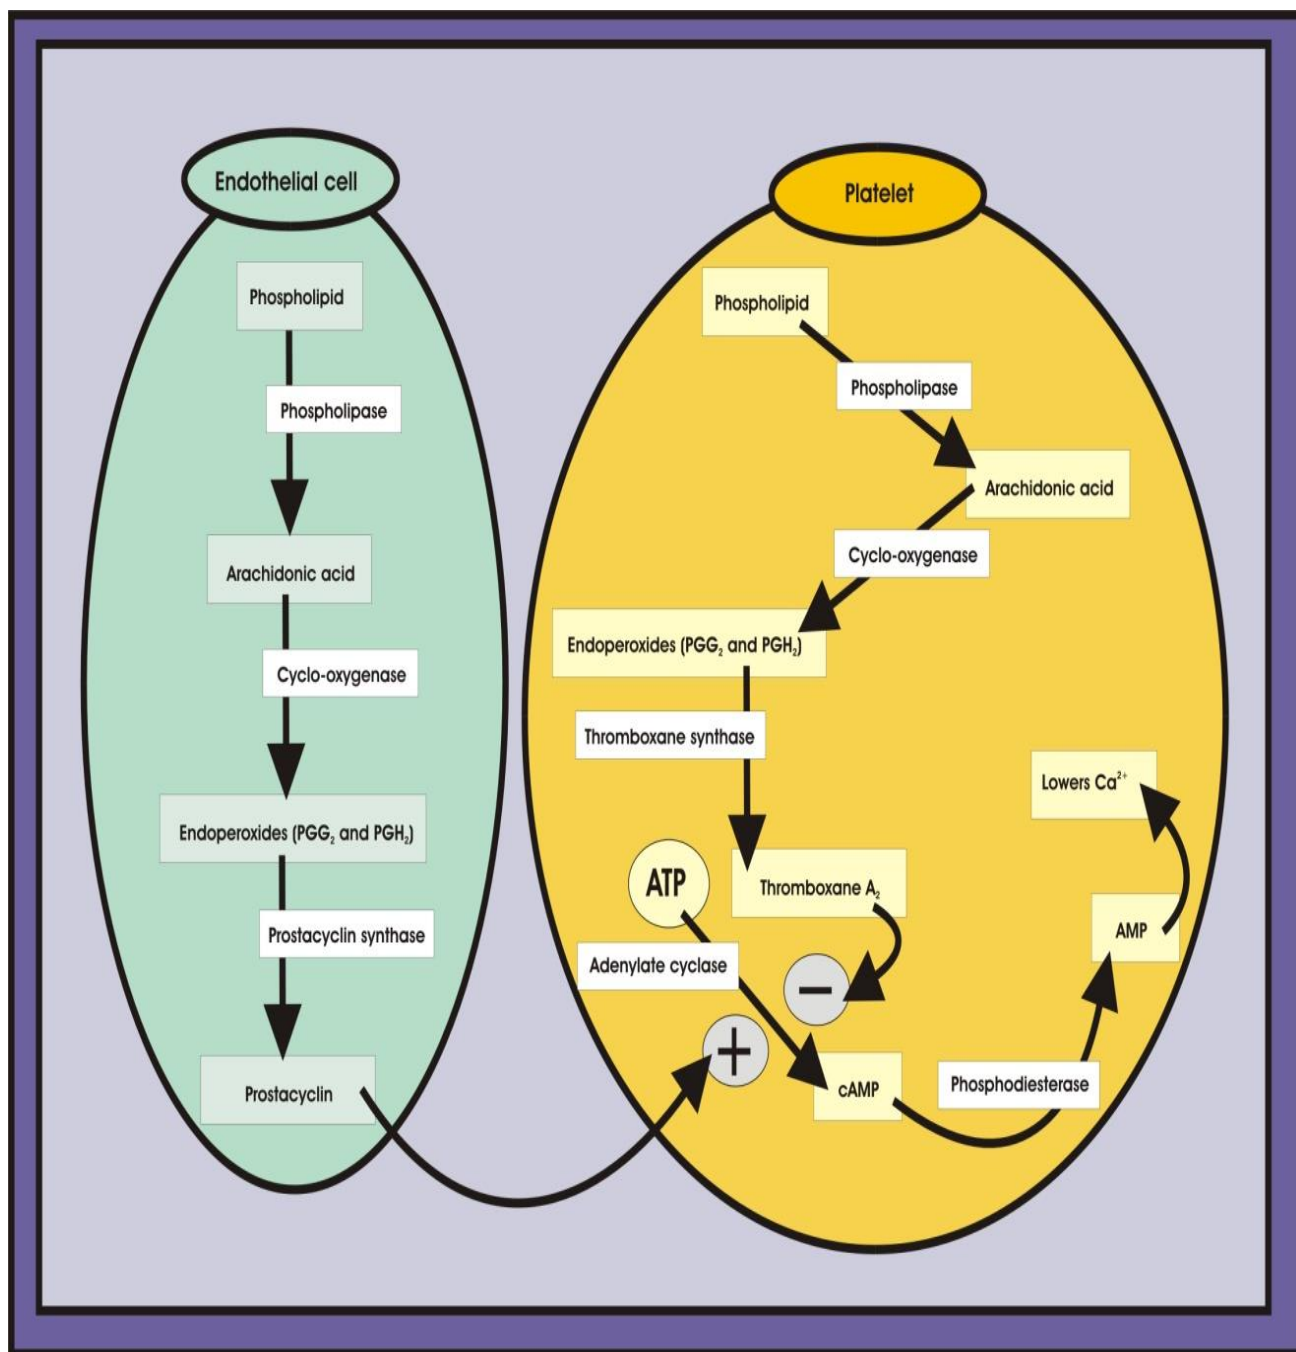 Endothelial cell
Phospholipid
Phospholipase
Arachidonic acid
Cyclo-oxygenase
Endoperoxides (PGG₂ and PGH₂)
Prostacyclin synthase
Prostacyclin
Platelet
Phospholipid
Phospholipase
Arachidonic acid
Cyclo-oxygenase
Endoperoxides (PGG₂ and PGH₂)
Thromboxane synthase
Thromboxane A₂
ATP
Adenylate cyclase
−
+
cAMP
Phosphodiesterase
AMP
Lowers Ca²⁺